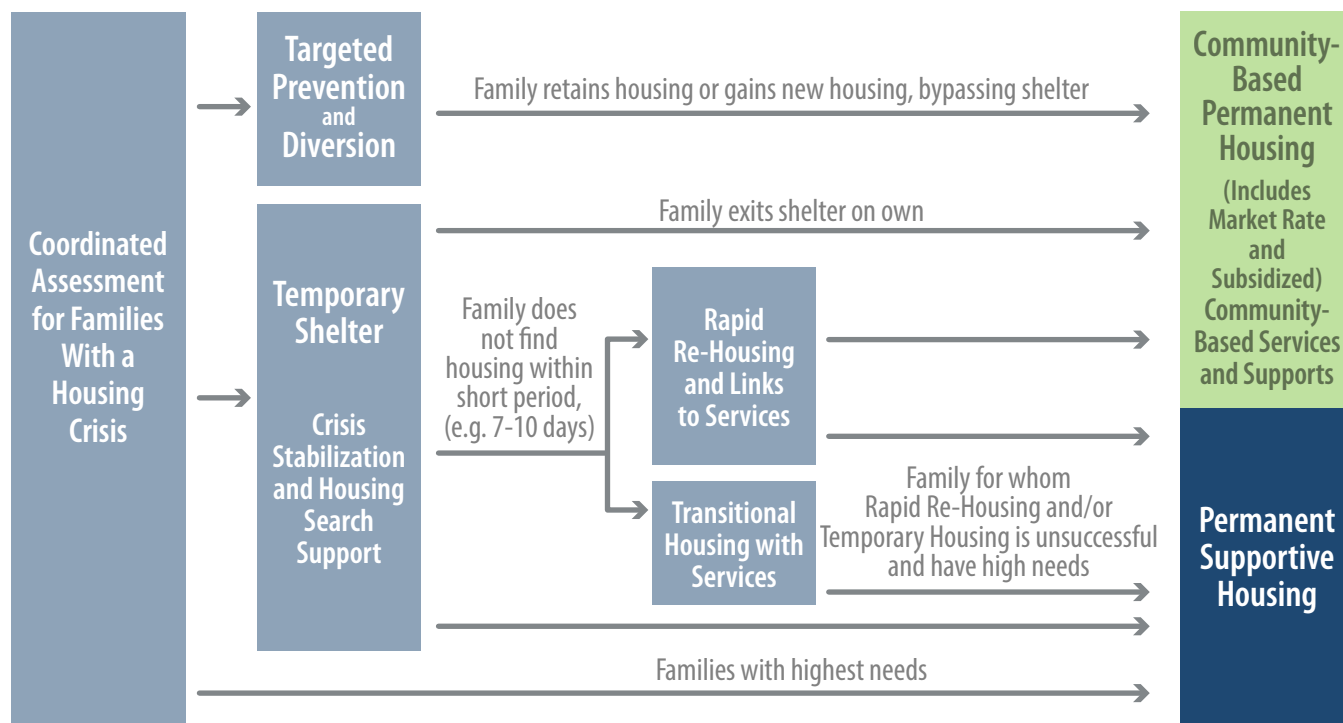 Coordinated
Assessment
for Families
With a
Housing
Crisis
Targeted
Prevention
and
Diversion
Family retains housing or gains new housing, bypassing shelter
Temporary
Shelter
Crisis
Stabilization
and Housing
Search
Support
Family exits shelter on own
Family does
not find
housing within
short period,
(e.g. 7-10 days)
Rapid
Re-Housing
and Links
to Services
Transitional
Housing with
Services
Family for whom
Rapid Re-Housing and/or
Temporary Housing is unsuccessful
and have high needs
Families with highest needs
Community-
Based
Permanent
Housing
(Includes
Market Rate
and
Subsidized)
Community-
Based Services
and Supports
Permanent
Supportive
Housing